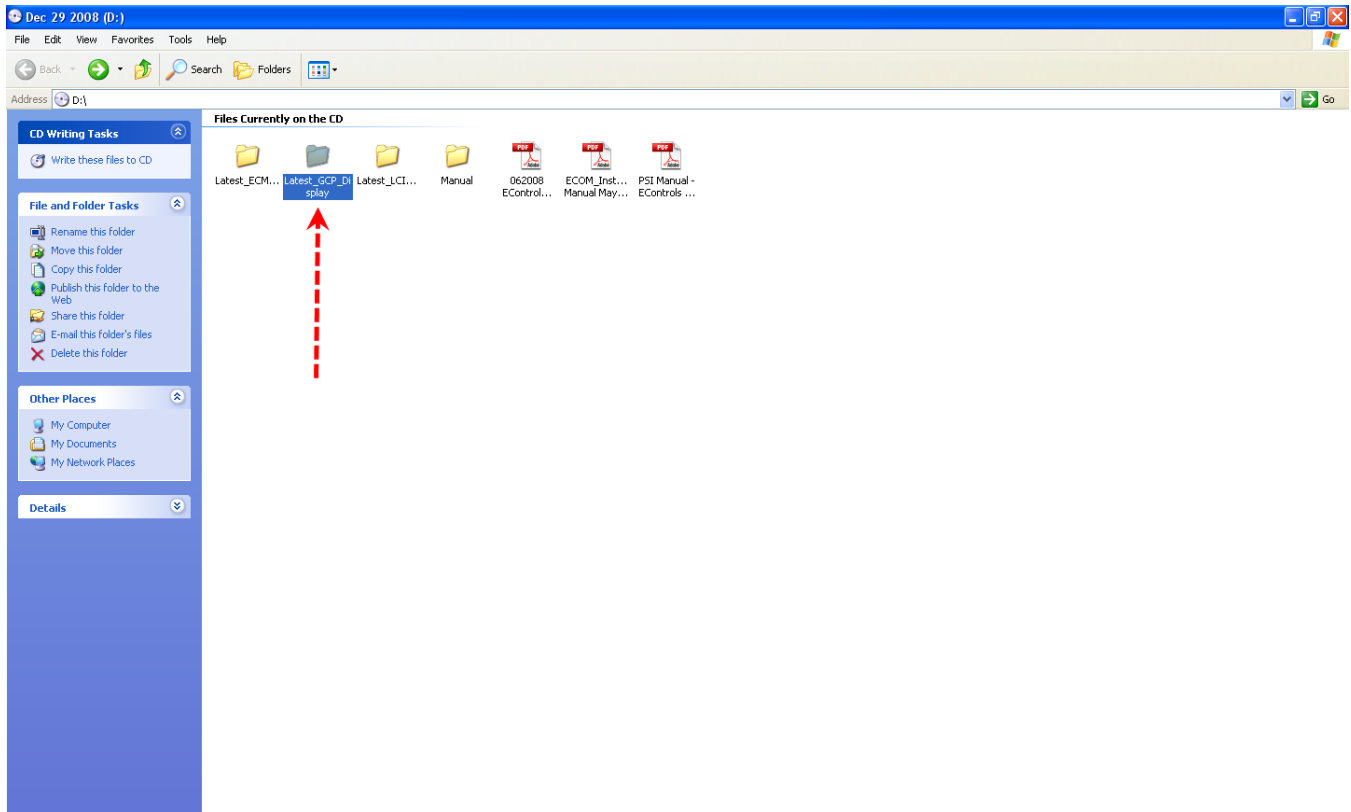 Dec 29 2008 (D:)
File Edit View Favorites Tools Help
Back Search Folders
Address D:\ Go
CD Writing Tasks
Write these files to CD
File and Folder Tasks
Rename this folder
Move this folder
Copy this folder
Publish this folder to the
Web
Share this folder
E-mail this folder's files
Delete this folder
Other Places
My Computer
My Documents
My Network Places
Details
Files Currently on the CD
Latest_ECM...
Latest_GCP_Di
splay
Latest_LCI...
Manual
PDF
Adobe
062008
EControl...
PDF
Adobe
ECOM_Inst...
Manual May...
PDF
Adobe
PSI Manual -
EControls ...